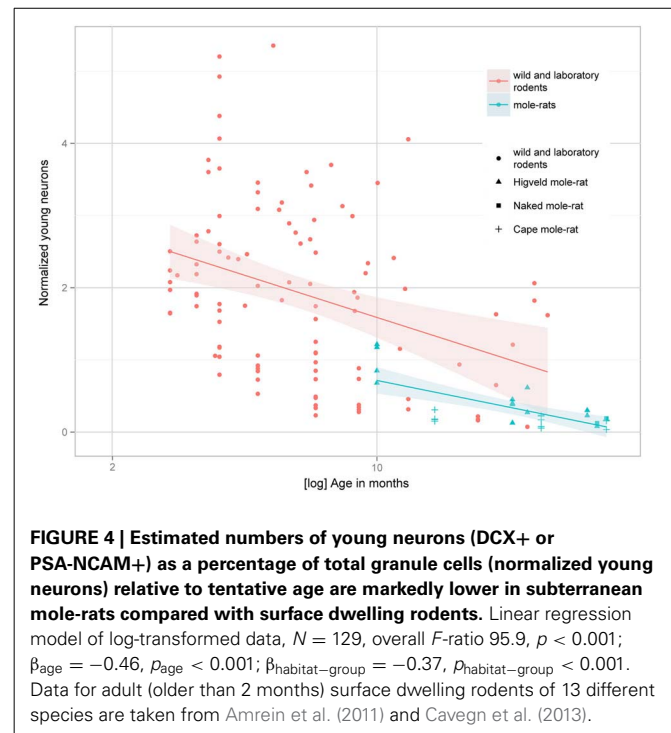 4
2
0
2
10
Normalized young neurons
[log] Age in months
wild and laboratory
rodents
mole-rats
wild and laboratory
rodents
Higveld mole-rat
Naked mole-rat
Cape mole-rat
FIGURE 4 | Estimated numbers of young neurons (DCX+ or
PSA-NCAM+) as a percentage of total granule cells (normalized young
neurons) relative to tentative age are markedly lower in subterranean
mole-rats compared with surface dwelling rodents. Linear regression
model of log-transformed data, N = 129, overall F-ratio 95.9, p < 0.001;
βage = −0.46, page < 0.001; βhabitat−group = −0.37, phabitat−group < 0.001.
Data for adult (older than 2 months) surface dwelling rodents of 13 different
species are taken from Amrein et al. (2011) and Cavegn et al. (2013).